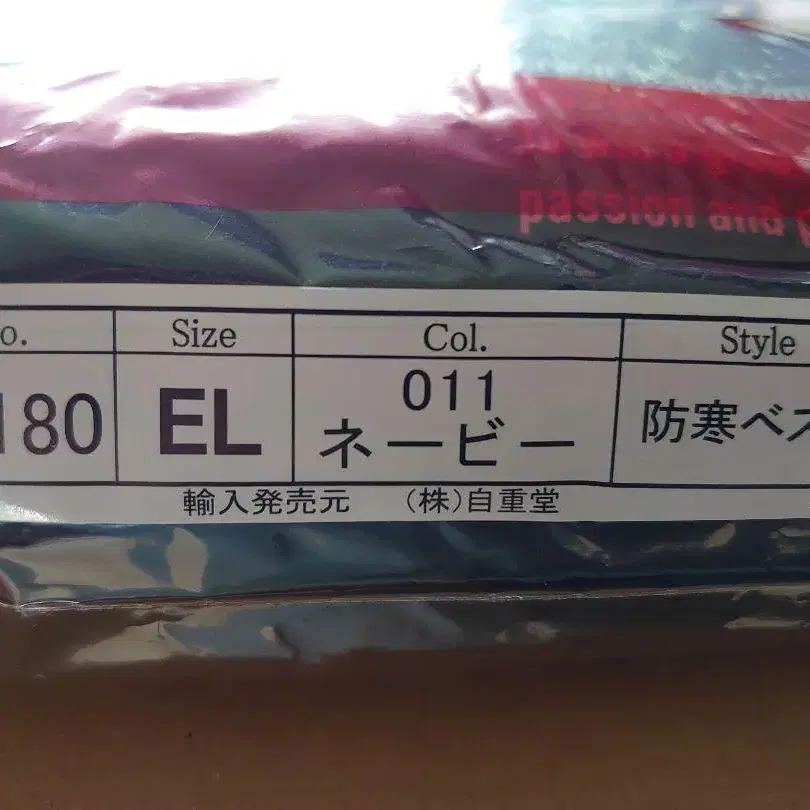 passion and
o. Size Col. Style
180 EL 011 ネービー 防寒ベス
輸入発売元 (株)自重堂